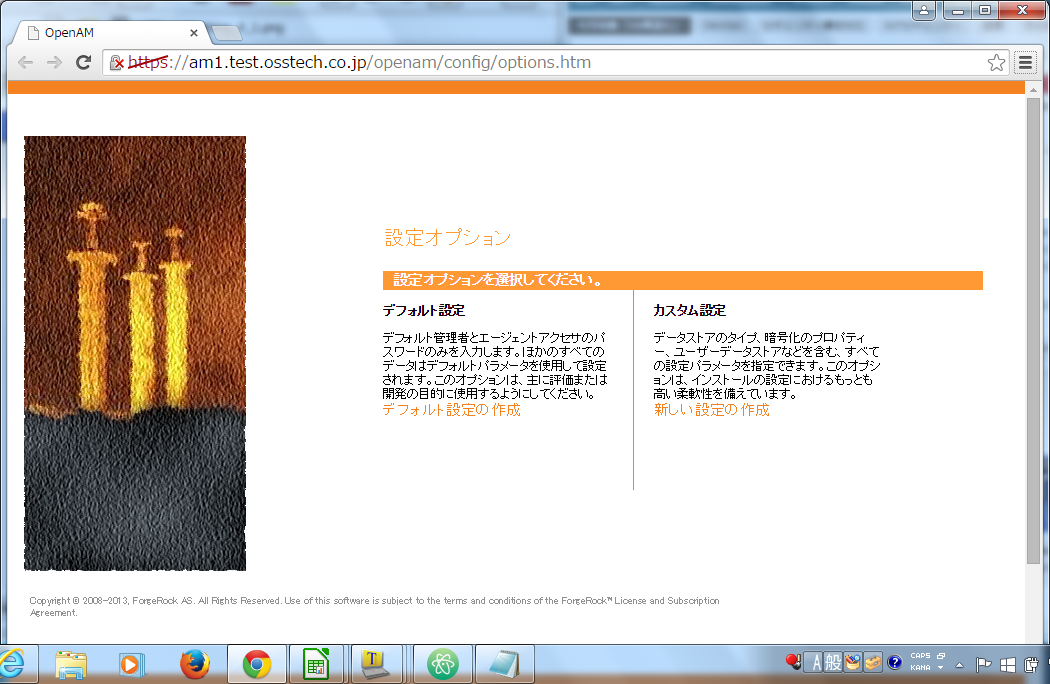 OpenAM
https://am1.test.osstech.co.jp/openam/config/options.htm
設定オプション
設定オプションを選択してください。
デフォルト設定
デフォルト管理者とエージェントアクセサのパ
スワードのみを入力します。ほかのすべての
データはデフォルトパラメータを使用して設定
されます。このオプションは、主に評価または
開発の目的に使用するようにしてください。
デフォルト設定の作成
カスタム設定
データストアのタイプ、暗号化のプロパティ
ー、ユーザーデータストアなどを含む、すべて
の設定パラメータを指定できます。このオプシ
ョンは、インストールの設定におけるもっとも
高い柔軟性を備えています。
新しい設定の作成
Copyright © 2008-2013, ForgeRock AS. All Rights Reserved. Use of this software is subject to the terms and conditions of the ForgeRock™ License and Subscription
Agreement.
A 般
CAPS
KANA